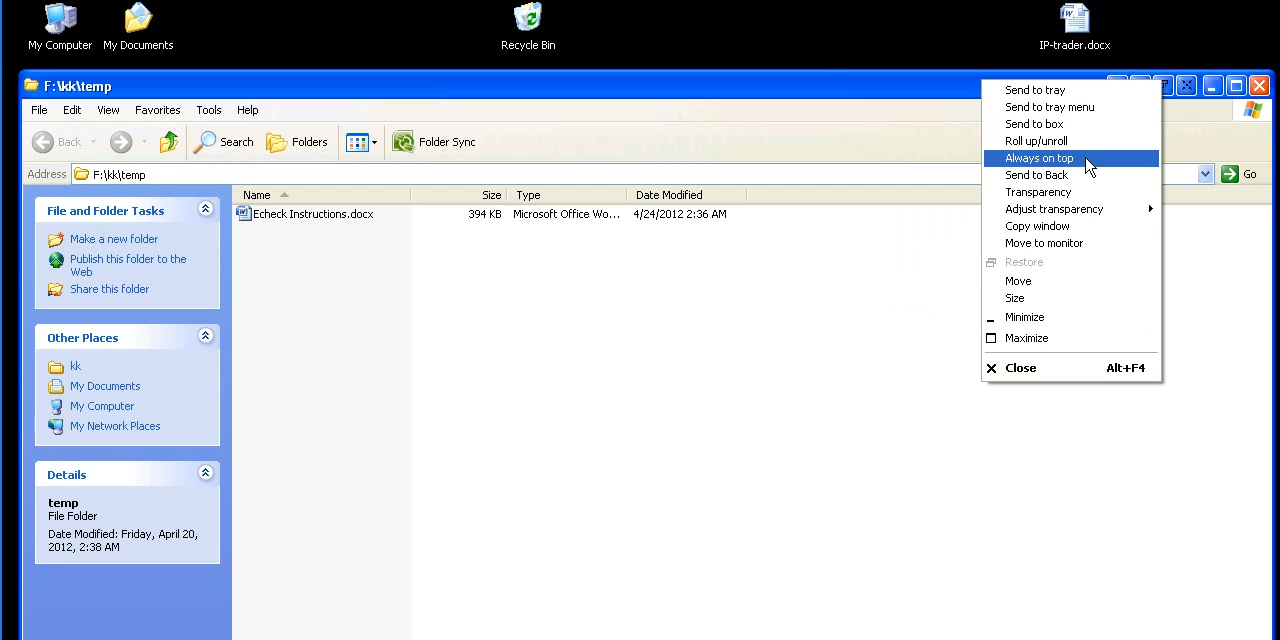 My Computer
My Documents
Recycle Bin
IP-trader.docx
F:\kk\temp
File Edit View Favorites Tools Help
Back Search Folders Folder Sync
Address F:\kk\temp Go
Name Size Type Date Modified
Echeck Instructions.docx 394 KB Microsoft Office Wo... 4/24/2012 2:36 AM
File and Folder Tasks
Make a new folder
Publish this folder to the
Web
Share this folder
Other Places
kk
My Documents
My Computer
My Network Places
Details
temp
File Folder
Date Modified: Friday, April 20,
2012, 2:38 AM
Send to tray
Send to tray menu
Send to box
Roll up/unroll
Always on top
Send to Back
Transparency
Adjust transparency
Copy window
Move to monitor
Restore
Move
Size
Minimize
Maximize
Close Alt+F4